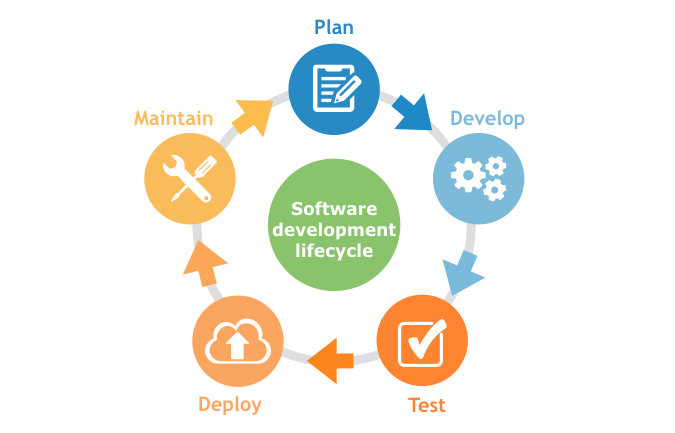 Plan
Maintain
Develop
Software
development
lifecycle
Deploy
Test